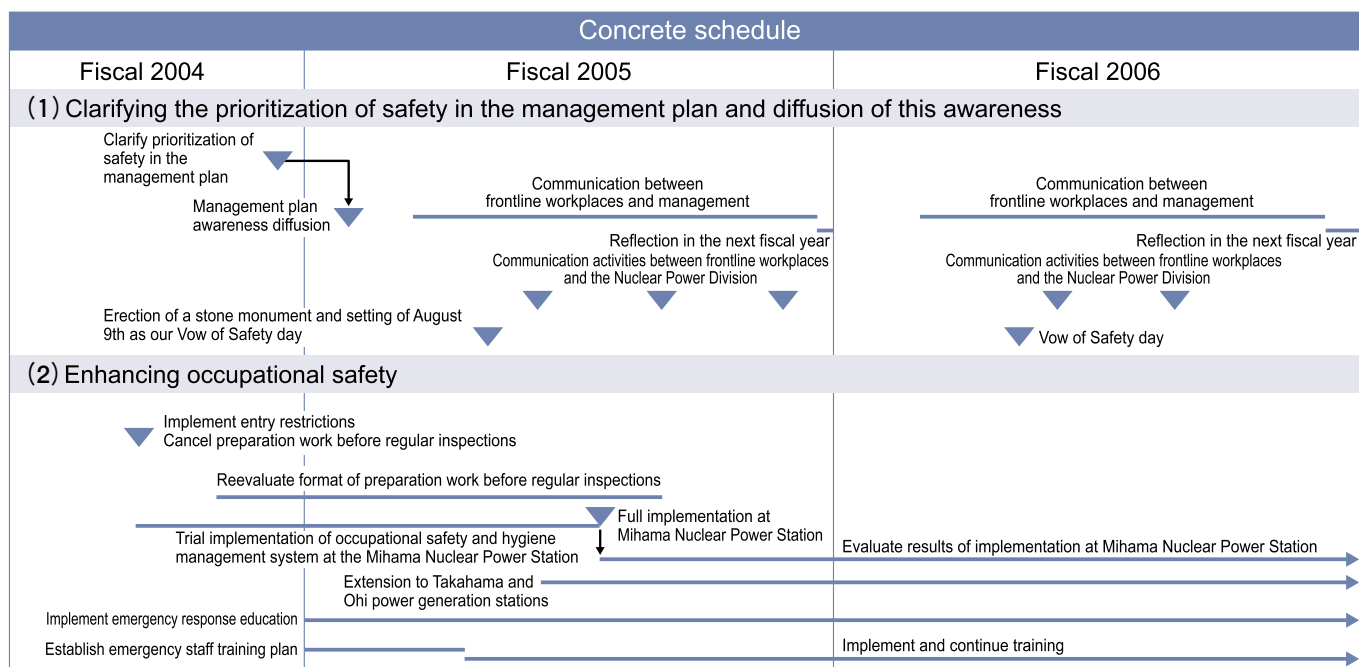 Concrete schedule
Fiscal 2004
Fiscal 2005
Fiscal 2006
(1) Clarifying the prioritization of safety in the management plan and diffusion of this awareness
Clarify prioritization of
safety in the
management plan
Management plan
awareness diffusion
Communication between
frontline workplaces and management
Reflection in the next fiscal year
Communication activities between frontline workplaces
and the Nuclear Power Division
Communication between
frontline workplaces and management
Reflection in the next fiscal year
Communication activities between frontline workplaces
and the Nuclear Power Division
Erection of a stone monument and setting of August
9th as our Vow of Safety day
Vow of Safety day
(2) Enhancing occupational safety
Implement entry restrictions
Cancel preparation work before regular inspections
Reevaluate format of preparation work before regular inspections
Full implementation at
Mihama Nuclear Power Station
Trial implementation of occupational safety and hygiene
management system at the Mihama Nuclear Power Station
Evaluate results of implementation at Mihama Nuclear Power Station
Extension to Takahama and
Ohi power generation stations
Implement emergency response education
Establish emergency staff training plan
Implement and continue training